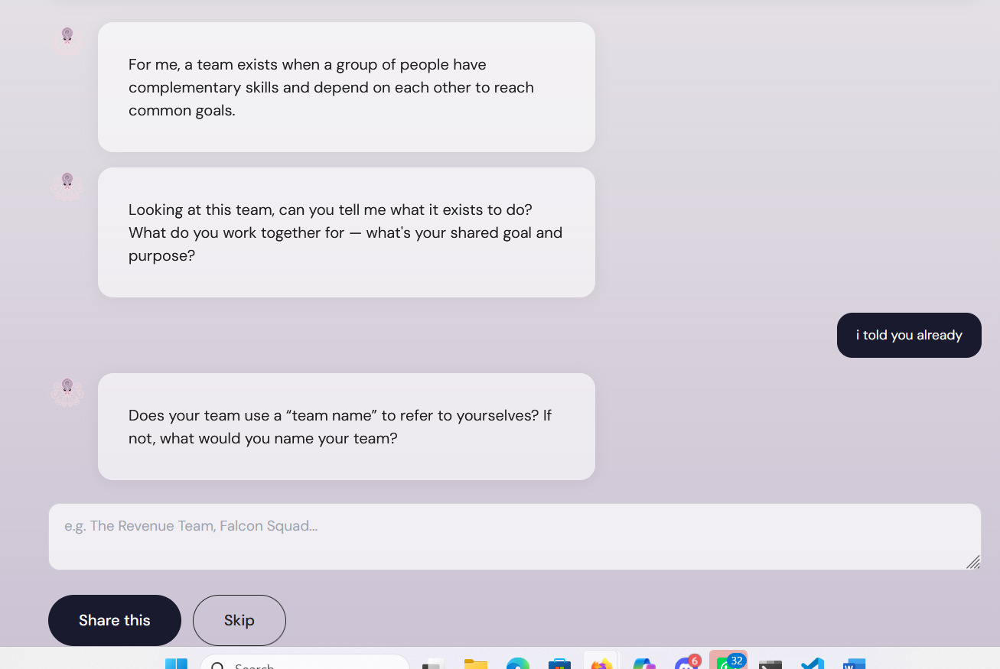 For me, a team exists when a group of people have
complementary skills and depend on each other to reach
common goals.
Looking at this team, can you tell me what it exists to do?
What do you work together for — what's your shared goal and
purpose?
i told you already
Does your team use a “team name” to refer to yourselves? If
not, what would you name your team?
e.g. The Revenue Team, Falcon Squad...
Share this
Skip
Search
6
32
W